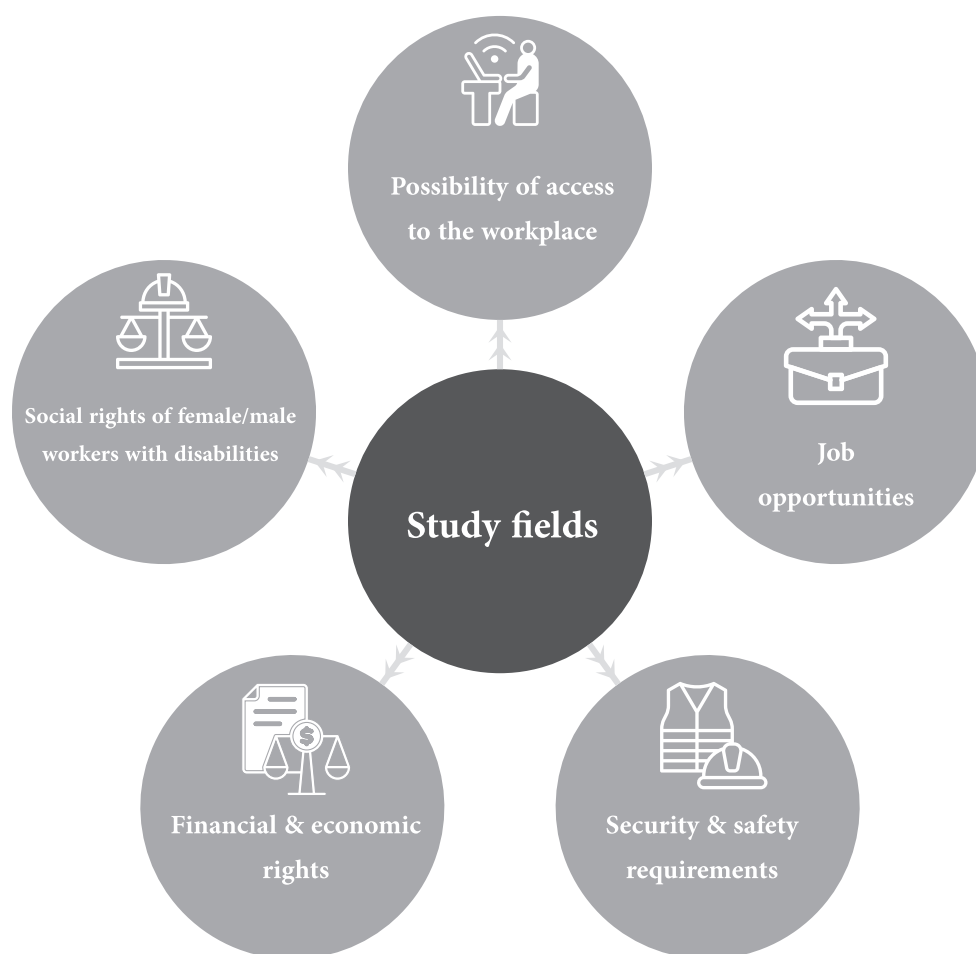 Possibility of access
to the workplace
Social rights of female/male
workers with disabilities
Job
opportunities
Study fields
Financial & economic
rights
Security & safety
requirements
$